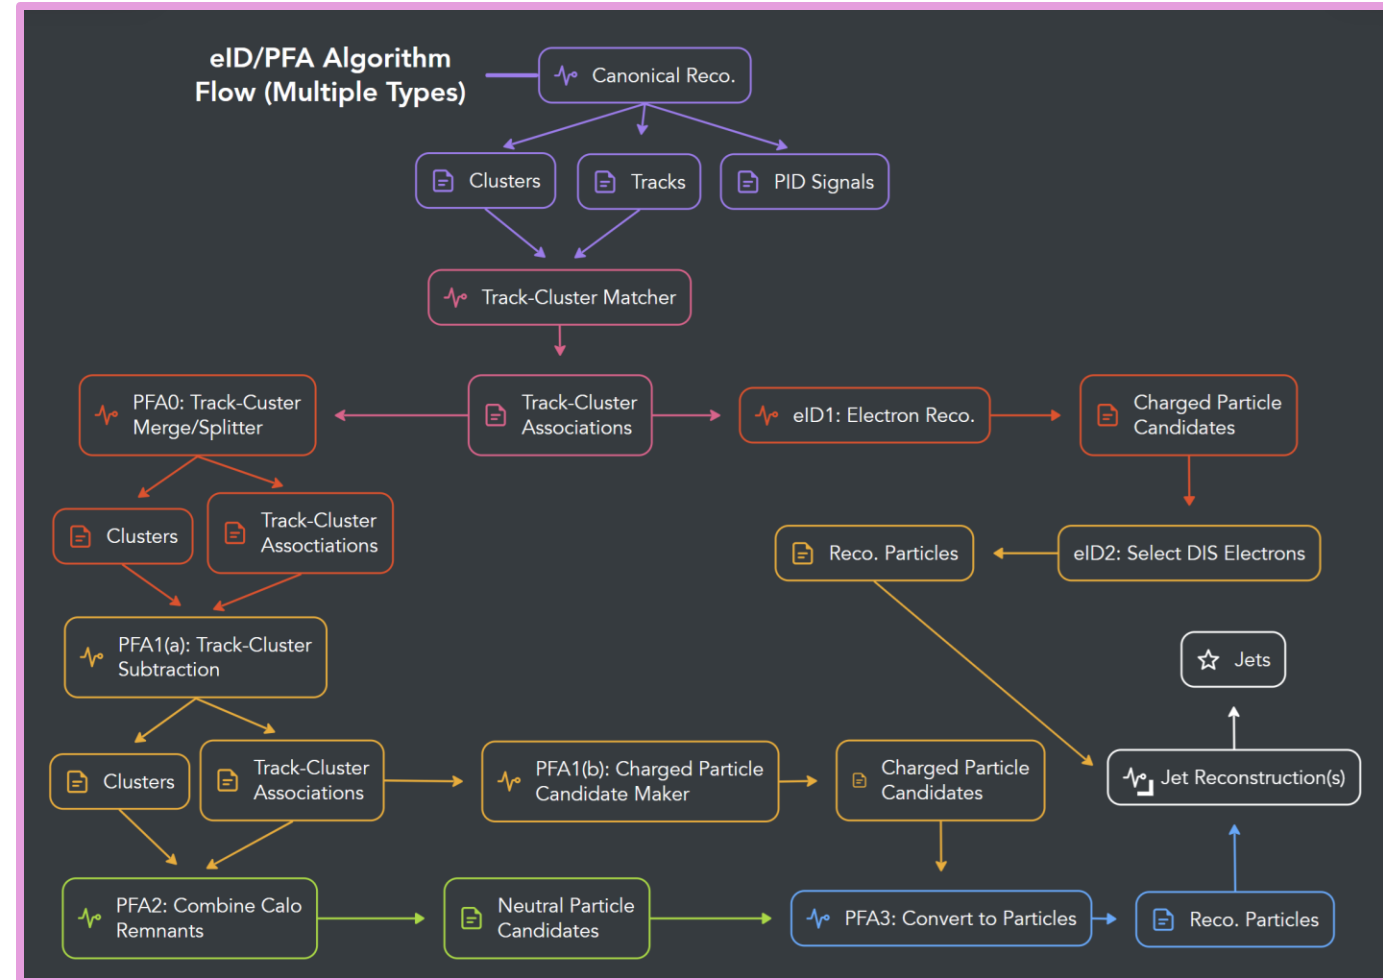 eID/PFA Algorithm
Flow (Multiple Types)
Canonical Reco.
Clusters
Tracks
PID Signals
Track-Cluster Matcher
PFA0: Track-Custer
Merge/Splitter
Track-Cluster
Associations
eID1: Electron Reco.
Charged Particle
Candidates
Clusters
Track-Cluster
Assoctiations
Reco. Particles
eID2: Select DIS Electrons
PFA1(a): Track-Cluster
Subtraction
Jets
Clusters
Track-Cluster
Associations
PFA1(b): Charged Particle
Candidate Maker
Charged Particle
Candidates
Jet Reconstruction(s)
PFA2: Combine Calo
Remnants
Neutral Particle
Candidates
PFA3: Convert to Particles
Reco. Particles